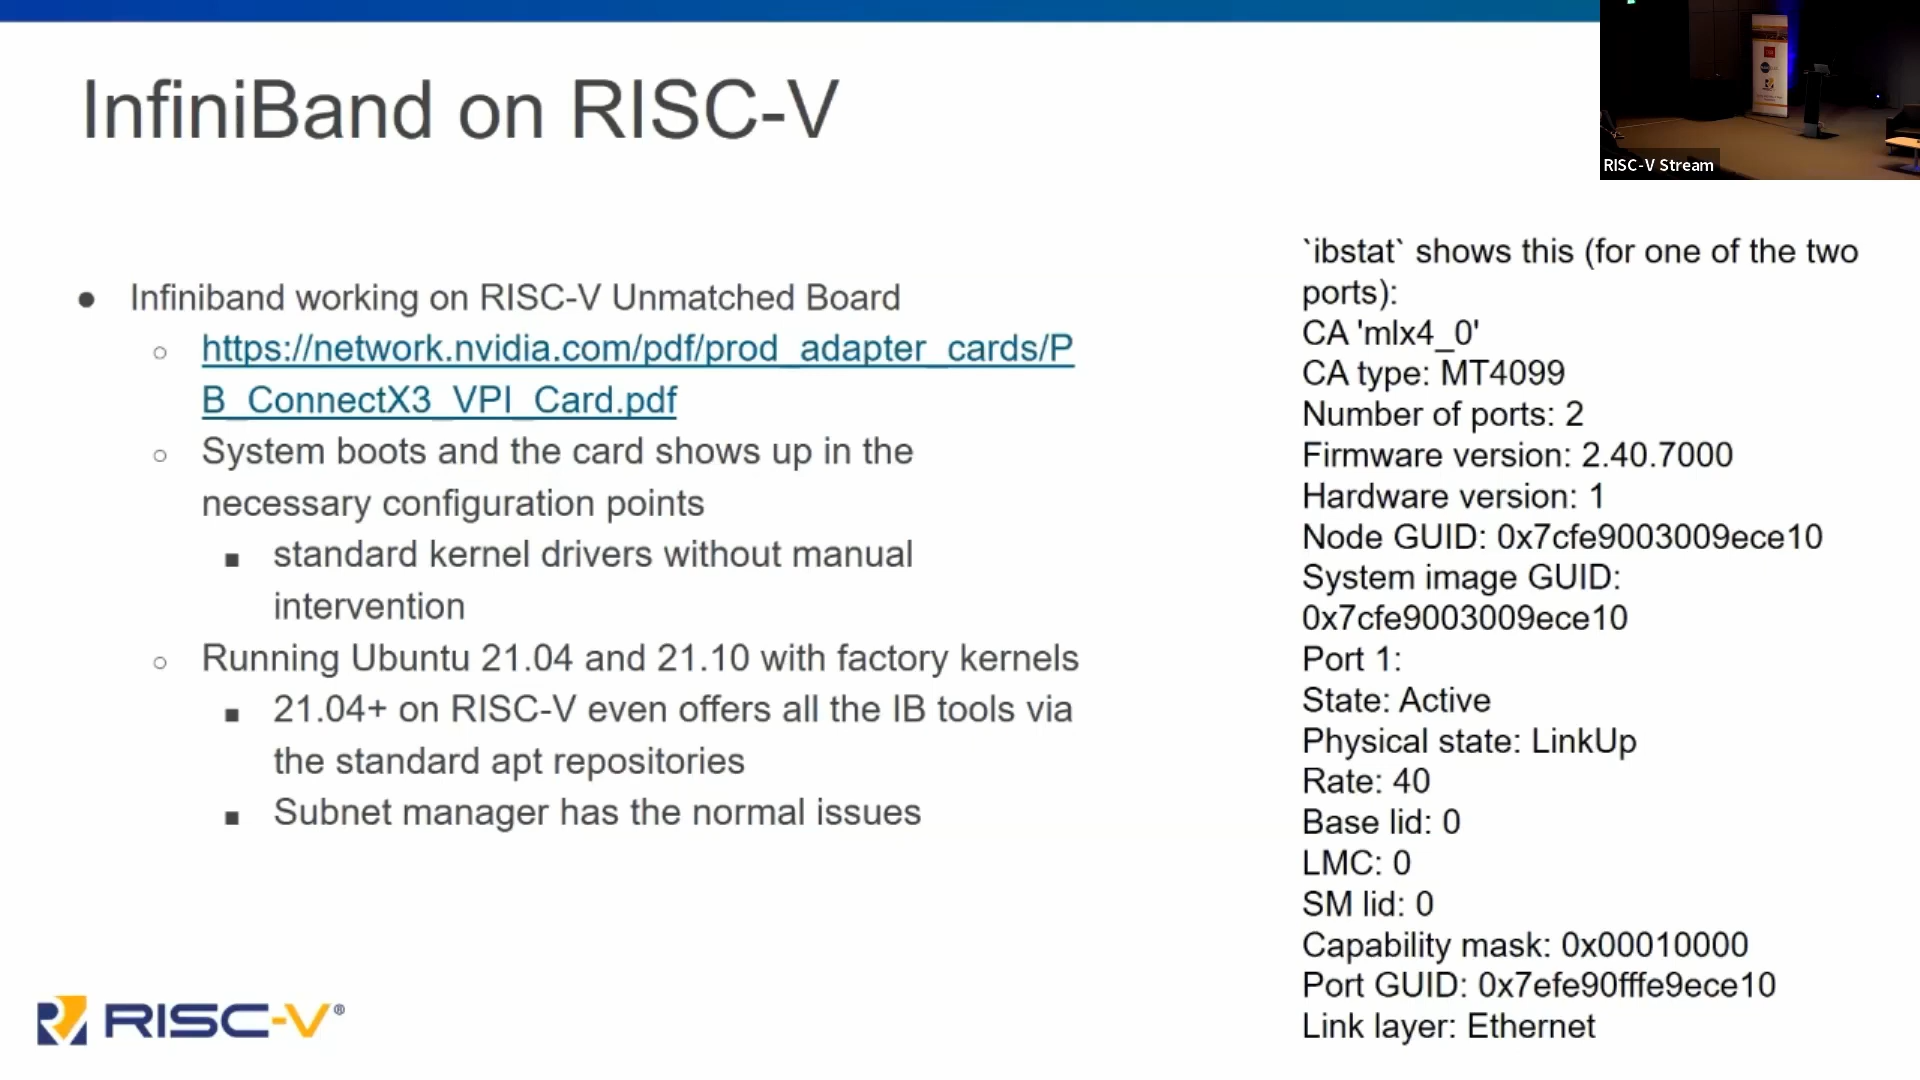 InfiniBand on RISC-V
RISC-V Stream
● Infiniband working on RISC-V Unmatched Board
○ https://network.nvidia.com/pdf/prod_adapter_cards/P
B_ConnectX3_VPI_Card.pdf
○ System boots and the card shows up in the
necessary configuration points
■ standard kernel drivers without manual
intervention
○ Running Ubuntu 21.04 and 21.10 with factory kernels
■ 21.04+ on RISC-V even offers all the IB tools via
the standard apt repositories
■ Subnet manager has the normal issues
`ibstat` shows this (for one of the two
ports):
CA 'mlx4_0'
CA type: MT4099
Number of ports: 2
Firmware version: 2.40.7000
Hardware version: 1
Node GUID: 0x7cfe9003009ece10
System image GUID:
0x7cfe9003009ece10
Port 1:
State: Active
Physical state: LinkUp
Rate: 40
Base lid: 0
LMC: 0
SM lid: 0
Capability mask: 0x00010000
Port GUID: 0x7efe90fffe9ece10
Link layer: Ethernet
RISC-V®